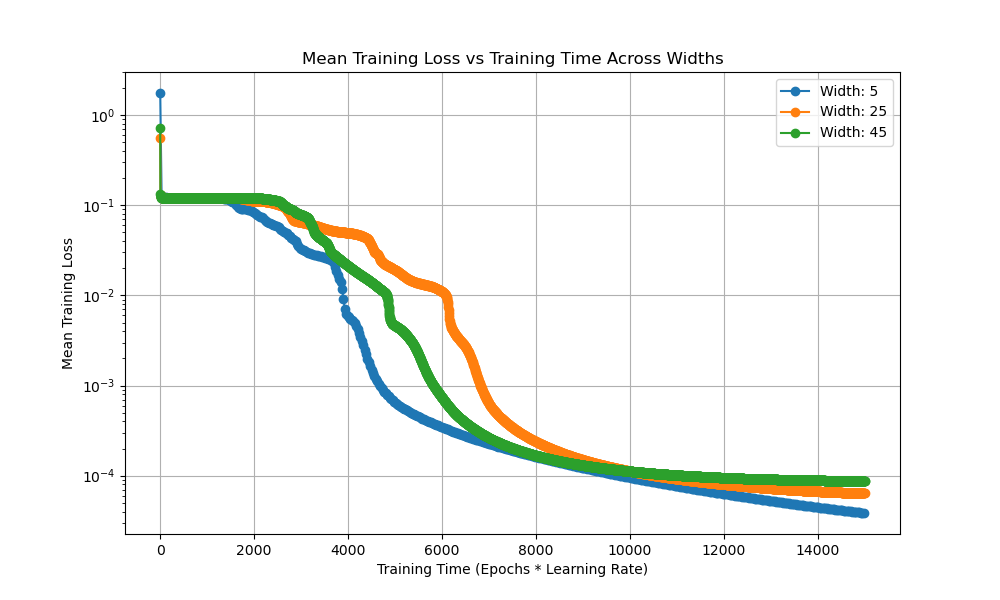 Mean Training Loss vs Training Time Across Widths
Width: 5
Width: 25
Width: 45
Mean Training Loss
10^0
10^-1
10^-2
10^-3
10^-4
0 2000 4000 6000 8000 10000 12000 14000
Training Time (Epochs * Learning Rate)